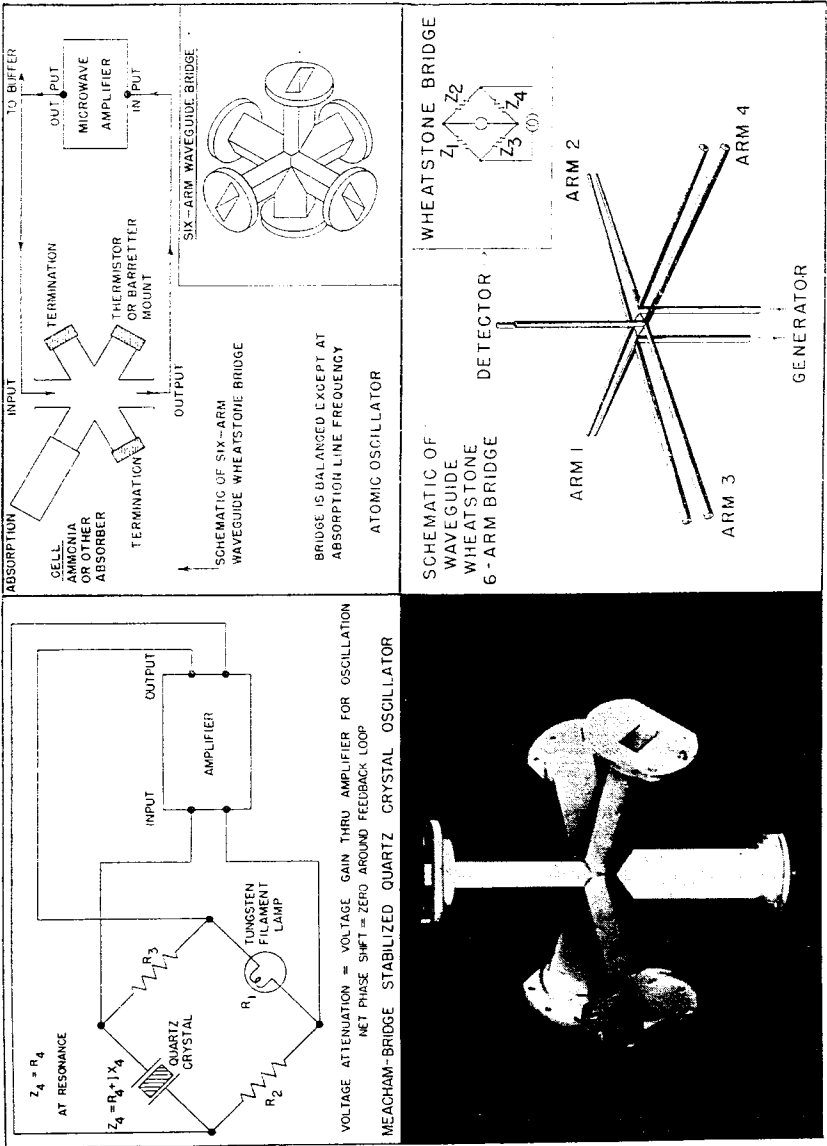 Z4 = R4
AT RESONANCE
Z4 = R4 + jX4
QUARTZ
CRYSTAL
R3
R2
R1
TUNGSTEN
FILAMENT
LAMP
INPUT
OUTPUT
AMPLIFIER
VOLTAGE ATTENUATION = VOLTAGE GAIN THRU AMPLIFIER FOR OSCILLATION
NET PHASE SHIFT = ZERO AROUND FEEDBACK LOOP
MEACHAM-BRIDGE STABILIZED QUARTZ CRYSTAL OSCILLATOR
ABSORPTION
CELL
AMMONIA
OR OTHER
ABSORBER
INPUT
TERMINATION
THERMISTOR
OR BARRETTER
MOUNT
TERMINATION
OUTPUT
TO BUFFER
OUTPUT
MICROWAVE
AMPLIFIER
INPUT
SCHEMATIC OF SIX-ARM
WAVEGUIDE WHEATSTONE BRIDGE
SIX-ARM WAVEGUIDE BRIDGE
BRIDGE IS BALANCED EXCEPT AT
ABSORPTION LINE FREQUENCY
ATOMIC OSCILLATOR
SCHEMATIC OF
WAVEGUIDE
WHEATSTONE
6-ARM BRIDGE
DETECTOR
WHEATSTONE BRIDGE
Z1
Z2
Z3
Z4
ARM 1
ARM 2
ARM 3
ARM 4
GENERATOR